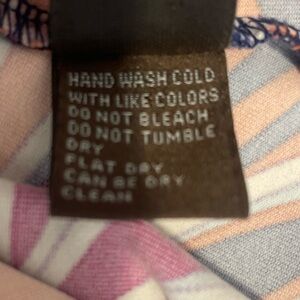 HAND WASH COLD
WITH LIKE COLORS
DO NOT BLEACH
DO NOT TUMBLE
DRY
FLAT DRY
CAN BE DRY
CLEAN